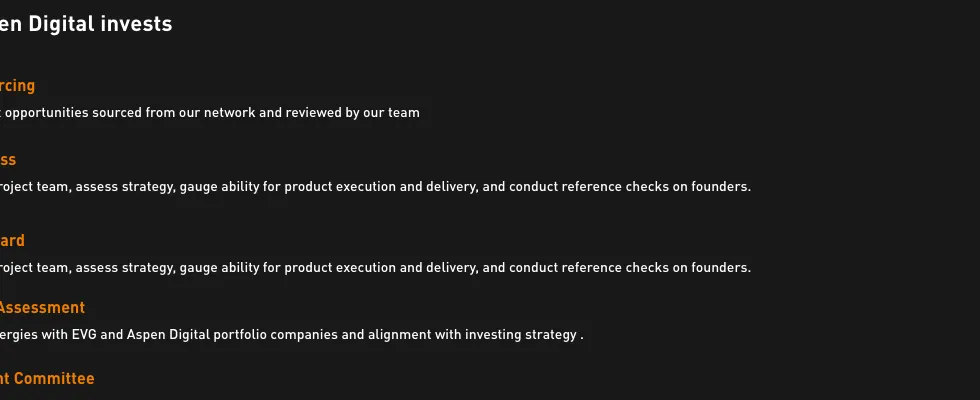 en Digital invests
rcing
opportunities sourced from our network and reviewed by our team
ss
roject team, assess strategy, gauge ability for product execution and delivery, and conduct reference checks on founders.
ard
roject team, assess strategy, gauge ability for product execution and delivery, and conduct reference checks on founders.
Assessment
ergies with EVG and Aspen Digital portfolio companies and alignment with investing strategy .
nt Committee